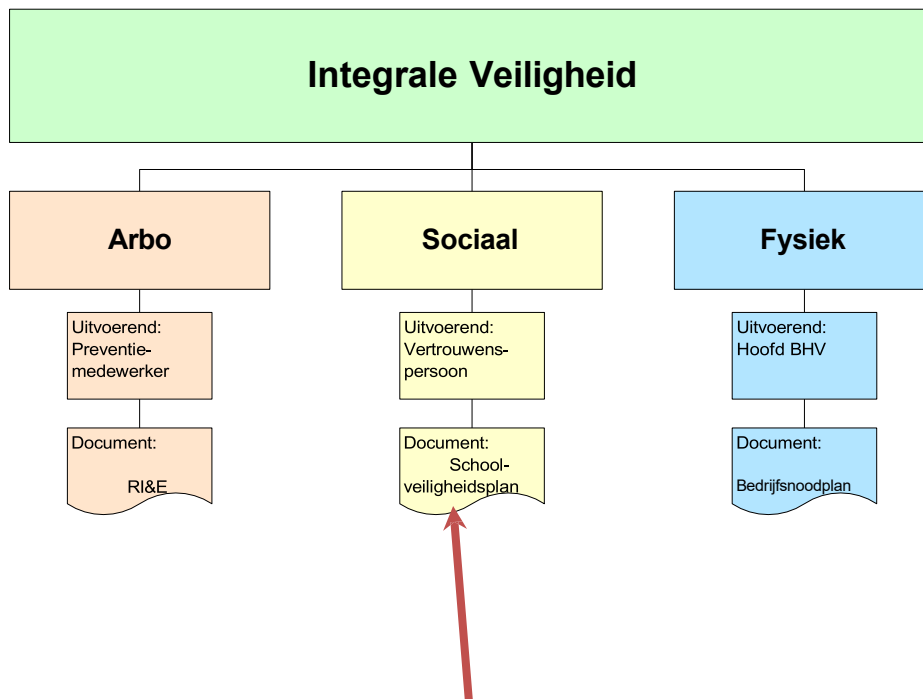 Integrale Veiligheid
Arbo
Sociaal
Fysiek
Uitvoerend:
Preventie-
medewerker
Uitvoerend:
Vertrouwens-
persoon
Uitvoerend:
Hoofd BHV
Document:
RI&E
Document:
School-
veiligheidsplan
Document:
Bedrijfsnoodplan